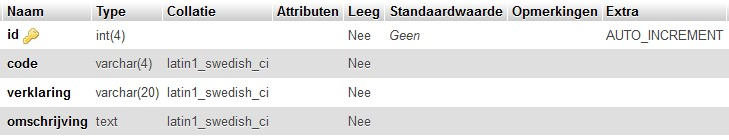 Naam Type Collatie Attributen Leeg Standaardwaarde Opmerkingen Extra
id int(4) Nee Geen AUTO_INCREMENT
code varchar(4) latin1_swedish_ci Nee
verklaring varchar(20) latin1_swedish_ci Nee
omschrijving text latin1_swedish_ci Nee